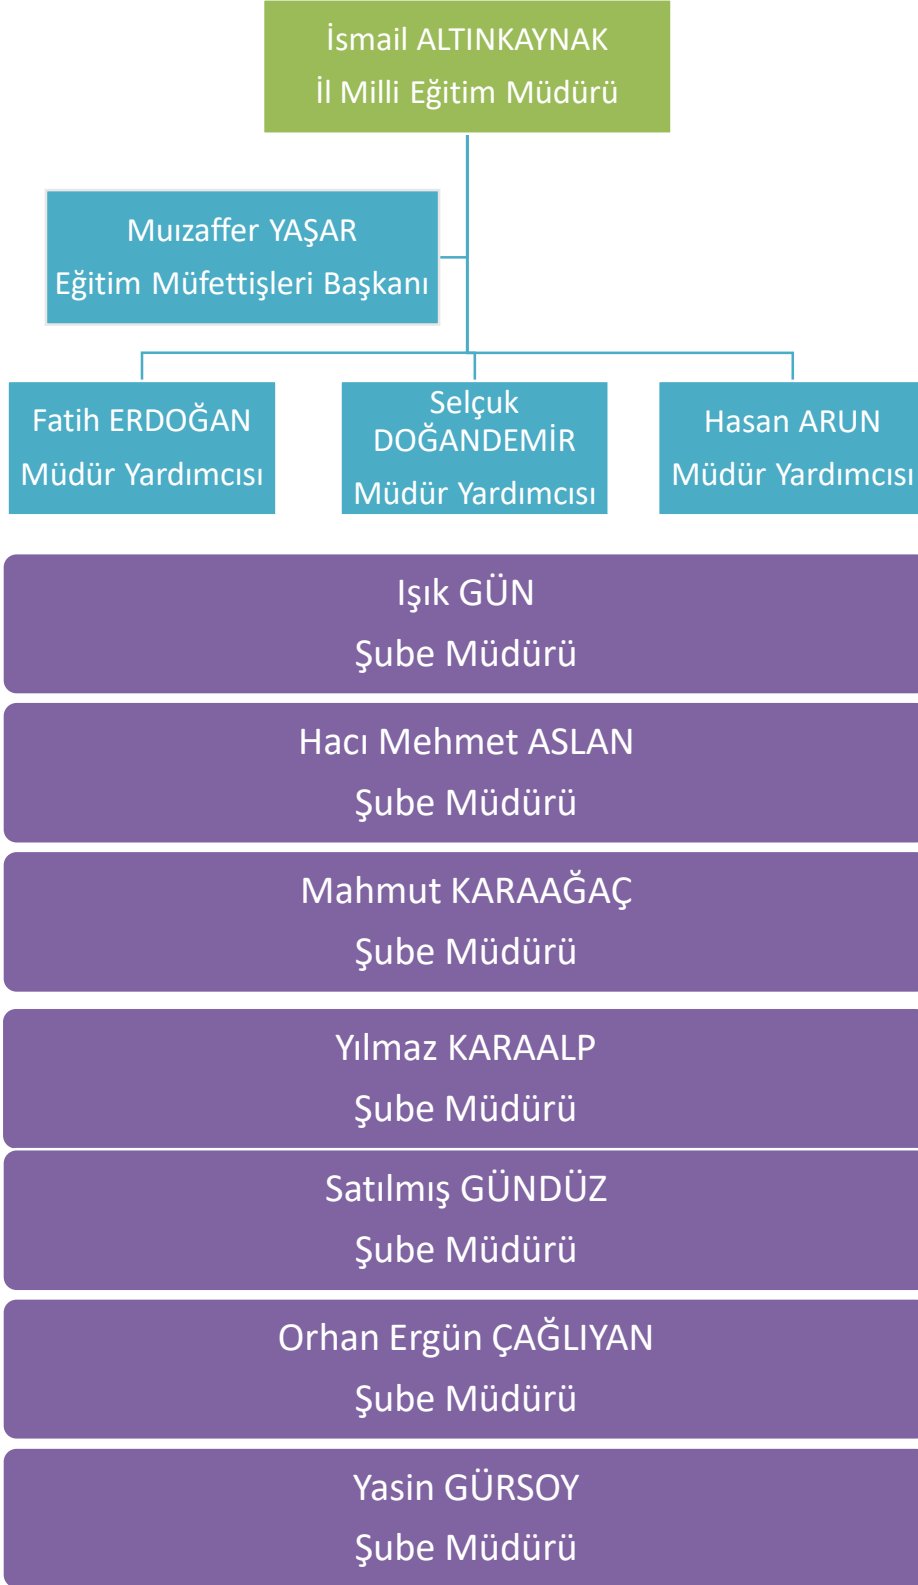 İsmail ALTINKAYNAK
İl Milli Eğitim Müdürü
Muızaffer YAŞAR
Eğitim Müfettişleri Başkanı
Fatih ERDOĞAN
Müdür Yardımcısı
Selçuk
DOĞANDEMİR
Müdür Yardımcısı
Hasan ARUN
Müdür Yardımcısı
Işık GÜN
Şube Müdürü
Hacı Mehmet ASLAN
Şube Müdürü
Mahmut KARAAĞAÇ
Şube Müdürü
Yılmaz KARAALP
Şube Müdürü
Satılmış GÜNDÜZ
Şube Müdürü
Orhan Ergün ÇAĞLIYAN
Şube Müdürü
Yasin GÜRSOY
Şube Müdürü